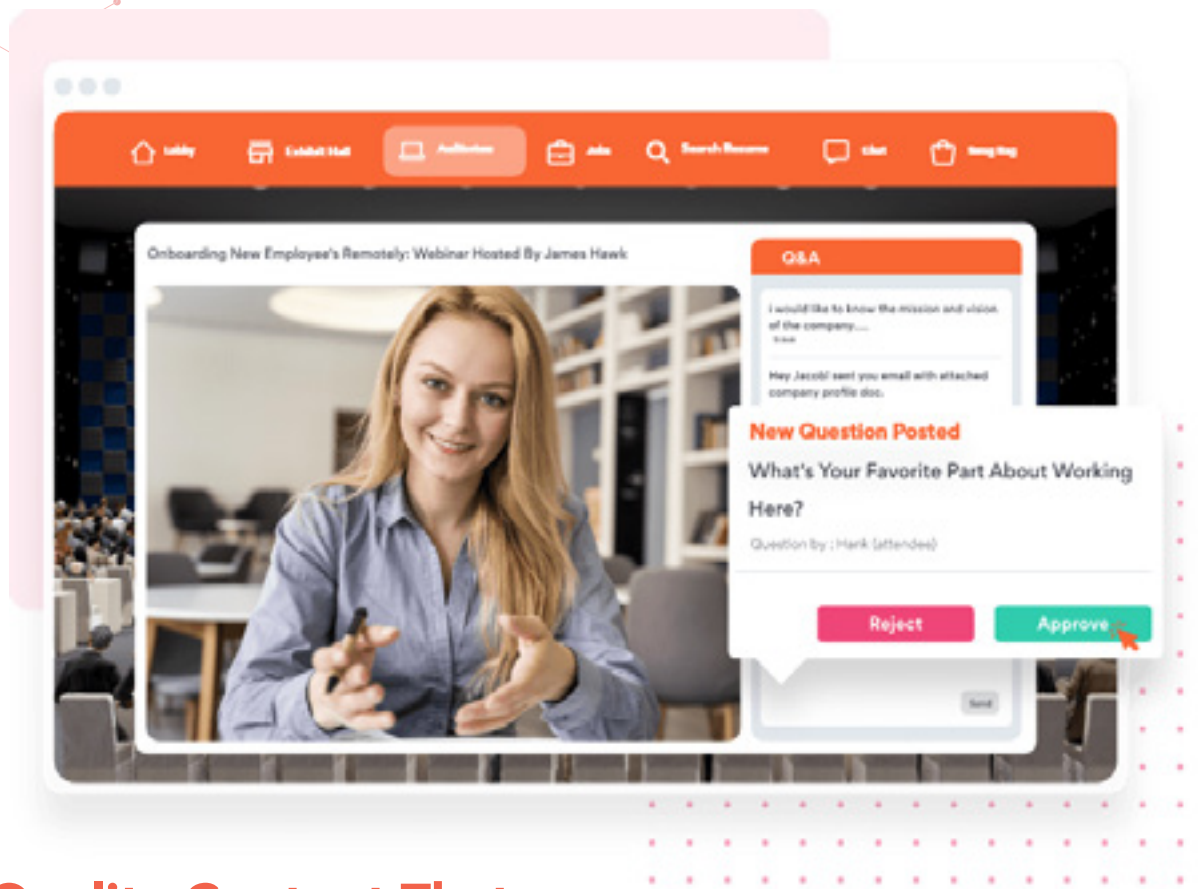 Lobby
Exhibit Hall
Auditorium
Jobs
Search Resume
Chat
Swag Bag
Onboarding New Employee's Remotely: Webinar Hosted By James Hawk
Q&A
i would like to know the mission and vision
of the company....
Hey Jacob! sent you email with attached
company profile doc.
New Question Posted
What's Your Favorite Part About Working
Here?
Question by : Hank (attendee)
Reject
Approve
Send
Quality Content That